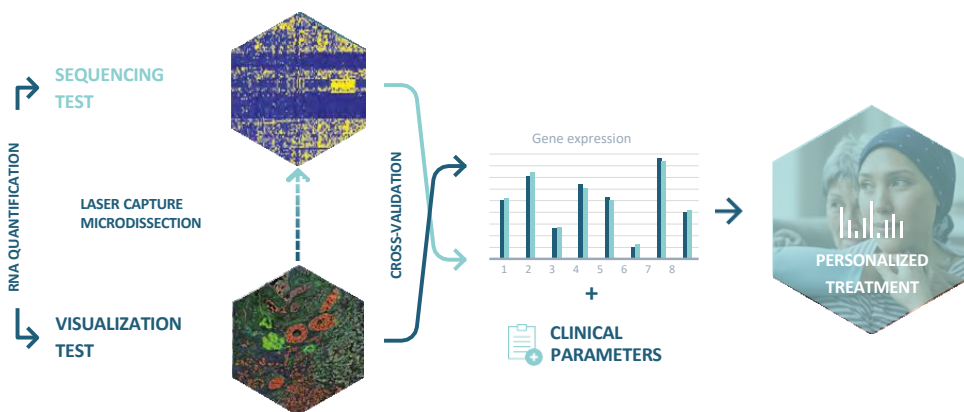 RNA QUANTIFICATION
SEQUENCING
TEST
LASER CAPTURE
MICRODISSECTION
VISUALIZATION
TEST
CROSS-VALIDATION
Gene expression
1 2 3 4 5 6 7 8
+
CLINICAL
PARAMETERS
PERSONALIZED
TREATMENT